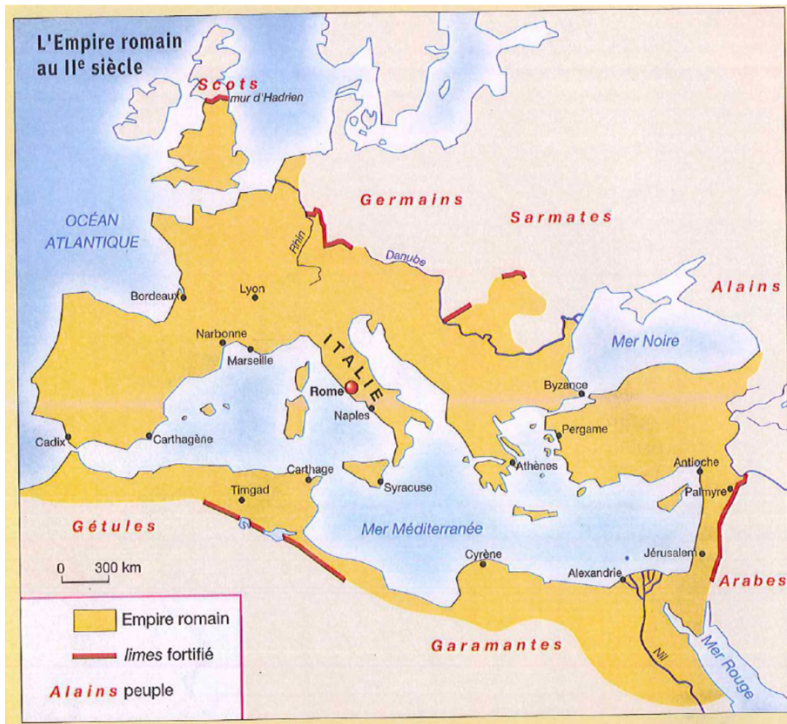 L'Empire romain
au IIe siècle
Scots
mur d'Hadrien
Germains
Sarmates
OCÉAN
ATLANTIQUE
Rhin
Danube
Alains
Bordeaux
Lyon
Mer Noire
Narbonne
Marseille
ITALIE
Rome
Naples
Byzance
Pergame
Cadix
Carthagène
Athènes
Antioche
Carthage
Timgad
Syracuse
Palmyre
Gétules
Mer Méditerranée
Cyrène
Jérusalem
Alexandrie
Arabes
0 300 km
Garamantes
Nil
Mer Rouge
Empire romain
limes fortifié
Alains peuple